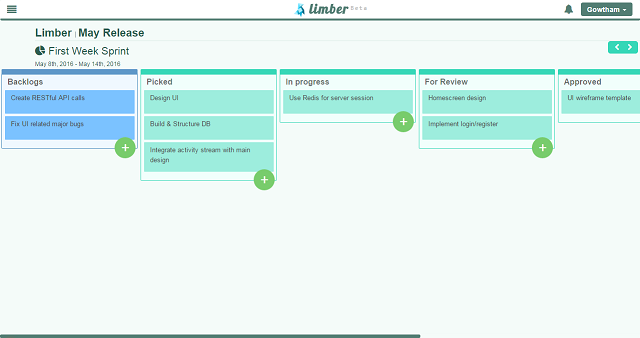 limber Beta
Gowtham
Limber | May Release
First Week Sprint
May 8th, 2016 - May 14th, 2016
Backlogs
Create RESTful API calls
Fix UI related major bugs
+
Picked
Design UI
Build & Structure DB
Integrate activity stream with main
design
+
In progress
Use Redis for server session
+
For Review
Homescreen design
Implement login/register
+
Approved
UI wireframe template